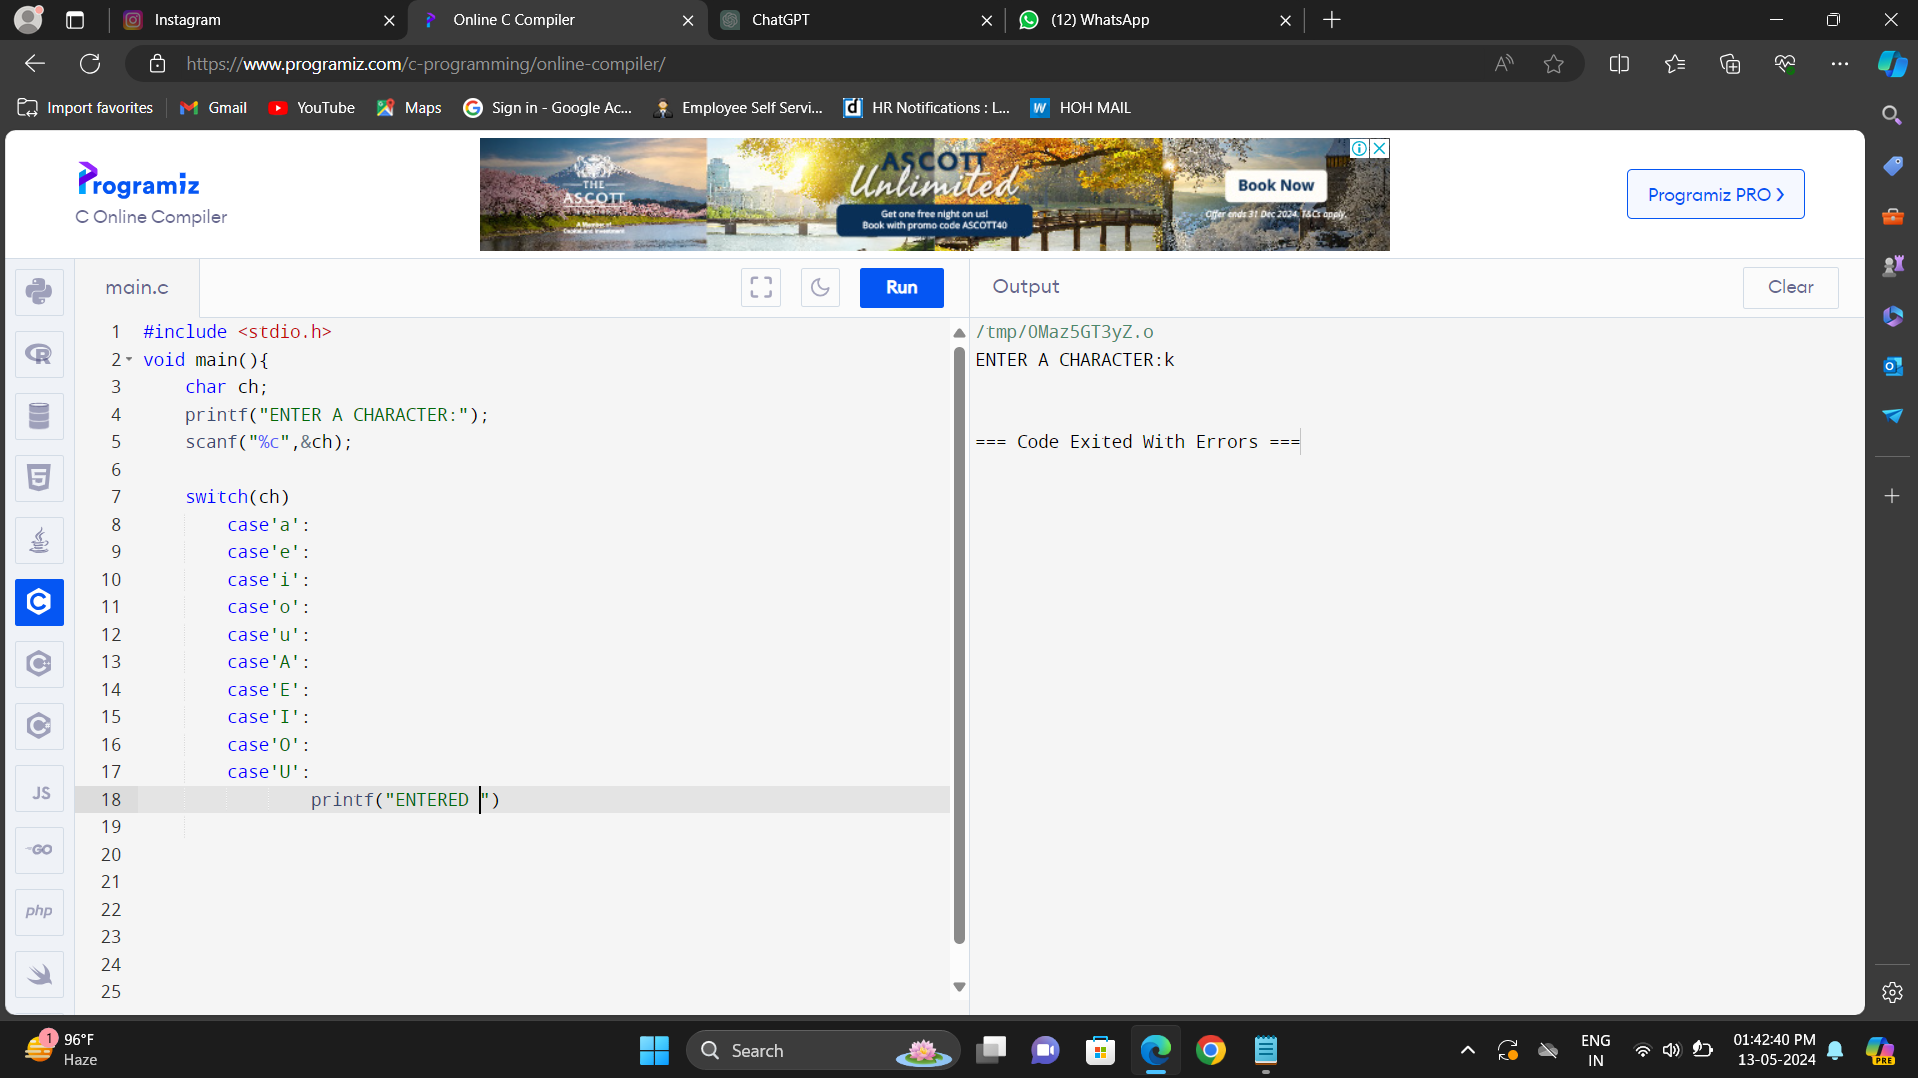 Instagram
Online C Compiler
ChatGPT
(12) WhatsApp
https://www.programiz.com/c-programming/online-compiler/
Import favorites
Gmail
YouTube
Maps
Sign in - Google Ac...
Employee Self Servi...
HR Notifications : L...
HOH MAIL
Programiz
C Online Compiler
THE
ASCOTT
ASCOTT
Unlimited
Get one free night on us!
Book with promo code ASCOTT40
Book Now
Offer ends 31 Dec 2024. T&Cs apply.
Programiz PRO >
main.c
Run
Output
Clear
1 #include <stdio.h>
2 void main(){
3 char ch;
4 printf("ENTER A CHARACTER:");
5 scanf("%c",&ch);
6
7 switch(ch)
8 case'a':
9 case'e':
10 case'i':
11 case'o':
12 case'u':
13 case'A':
14 case'E':
15 case'I':
16 case'O':
17 case'U':
18 printf("ENTERED ")
19
20
21
22
23
24
25
/tmp/OMaz5GT3yZ.o
ENTER A CHARACTER:k
=== Code Exited With Errors ===
JS
GO
php
1
96°F
Haze
Search
ENG
IN
01:42:40 PM
13-05-2024
PRE